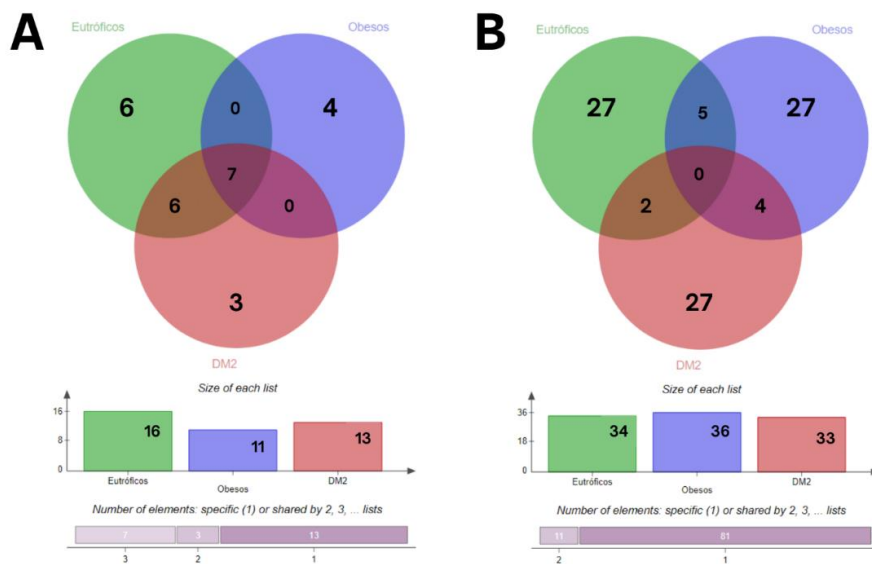 A
Eutróficos
Obesos
6
0
4
7
6
0
3
DM2
Size of each list
16
8
0
16
11
13
Eutróficos
Obesos
DM2
Number of elements: specific (1) or shared by 2, 3, ... lists
7
3
13
3
2
1
B
Eutróficos
Obesos
27
5
27
0
2
4
27
DM2
Size of each list
36
18
0
34
36
33
Eutróficos
Obesos
DM2
Number of elements: specific (1) or shared by 2, 3, ... lists
11
81
2
1